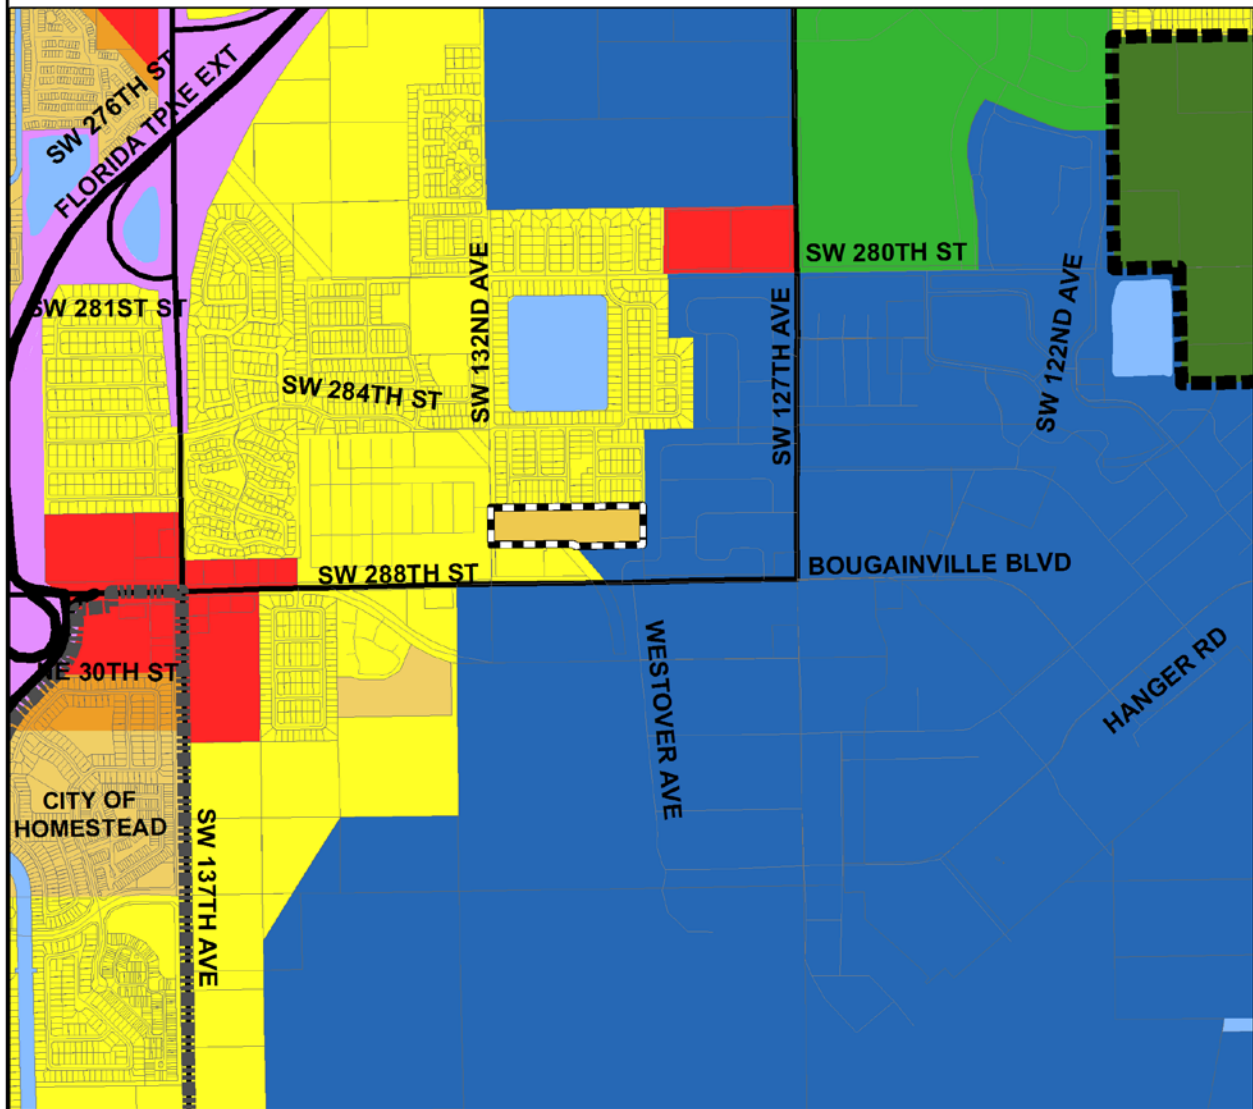 SW 276TH ST
FLORIDA TPKE EXT
SW 280TH ST
SW 281ST ST
SW 132ND AVE
SW 127TH AVE
SW 122ND AVE
SW 284TH ST
SW 288TH ST
BOUGAINVILLE BLVD
NE 30TH ST
WESTOVER AVE
HANGER RD
CITY OF
HOMESTEAD
SW 137TH AVE